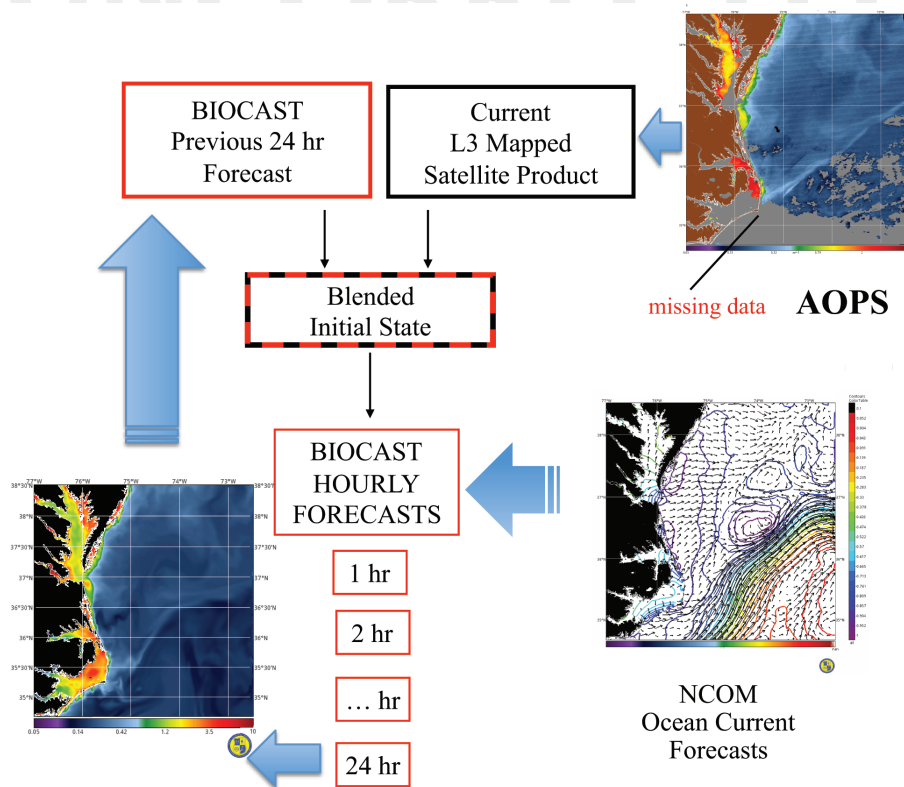 BIOCAST
Previous 24 hr
Forecast
Current
L3 Mapped
Satellite Product
missing data
AOPS
Blended
Initial State
BIOCAST
HOURLY
FORECASTS
1 hr
2 hr
… hr
24 hr
77°W
76°W
75°W
74°W
73°W
38°30'N
38°N
37°30'N
37°N
36°30'N
36°N
35°30'N
35°N
0.05
0.14
0.42
1.2
3.5
10
NCOM
Ocean Current
Forecasts